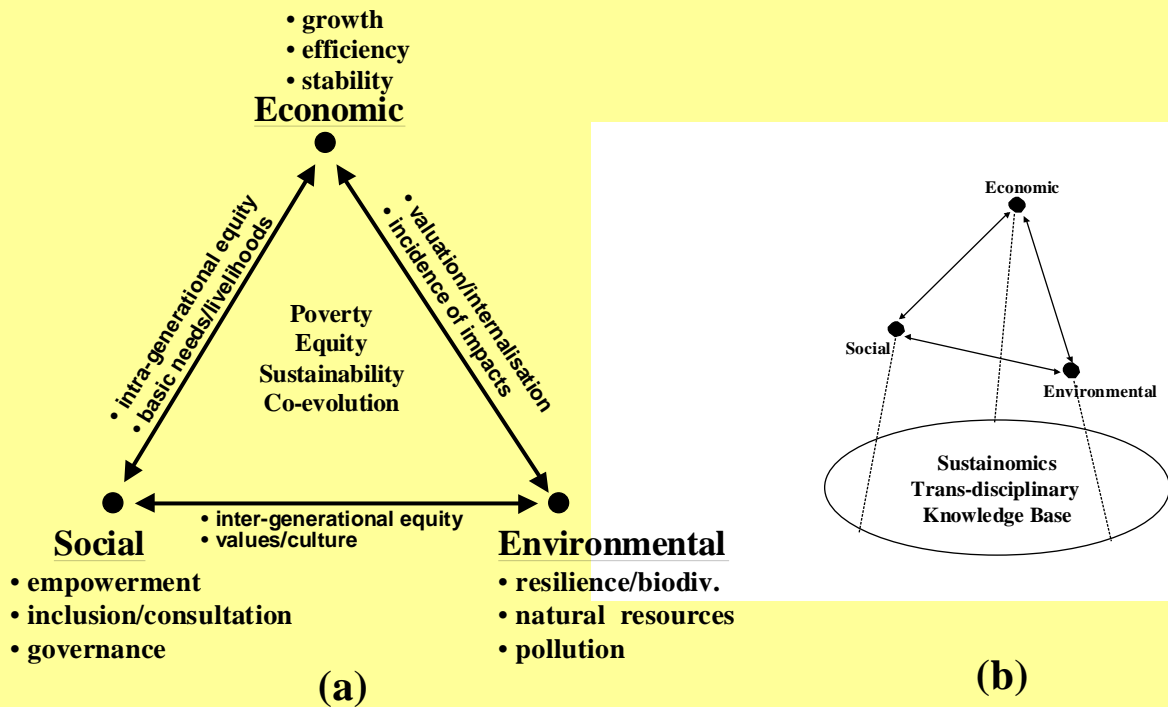 • growth
• efficiency
• stability
Economic
• intra-generational equity
• basic needs/livelihoods
• valuation/internalisation
• incidence of impacts
Poverty
Equity
Sustainability
Co-evolution
• inter-generational equity
• values/culture
Social
• empowerment
• inclusion/consultation
• governance
Environmental
• resilience/biodiv.
• natural resources
• pollution
(a)
Economic
Social
Environmental
Sustainomics
Trans-disciplinary
Knowledge Base
(b)